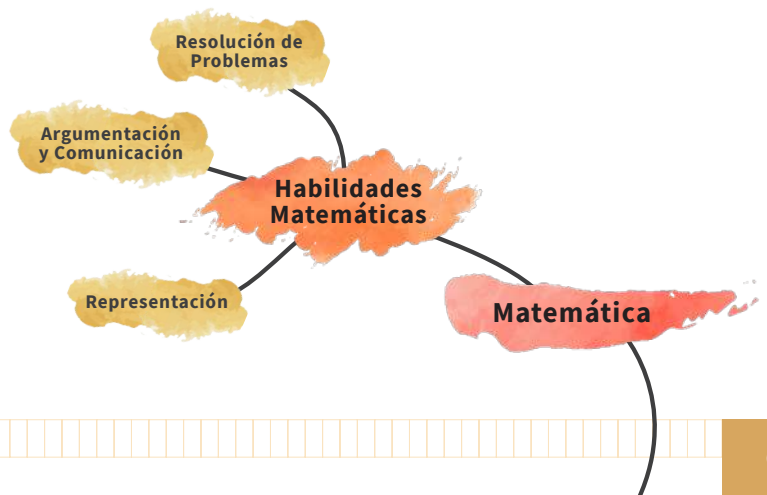 Resolución de
Problemas
Argumentación
y Comunicación
Habilidades
Matemáticas
Representación
Matemática